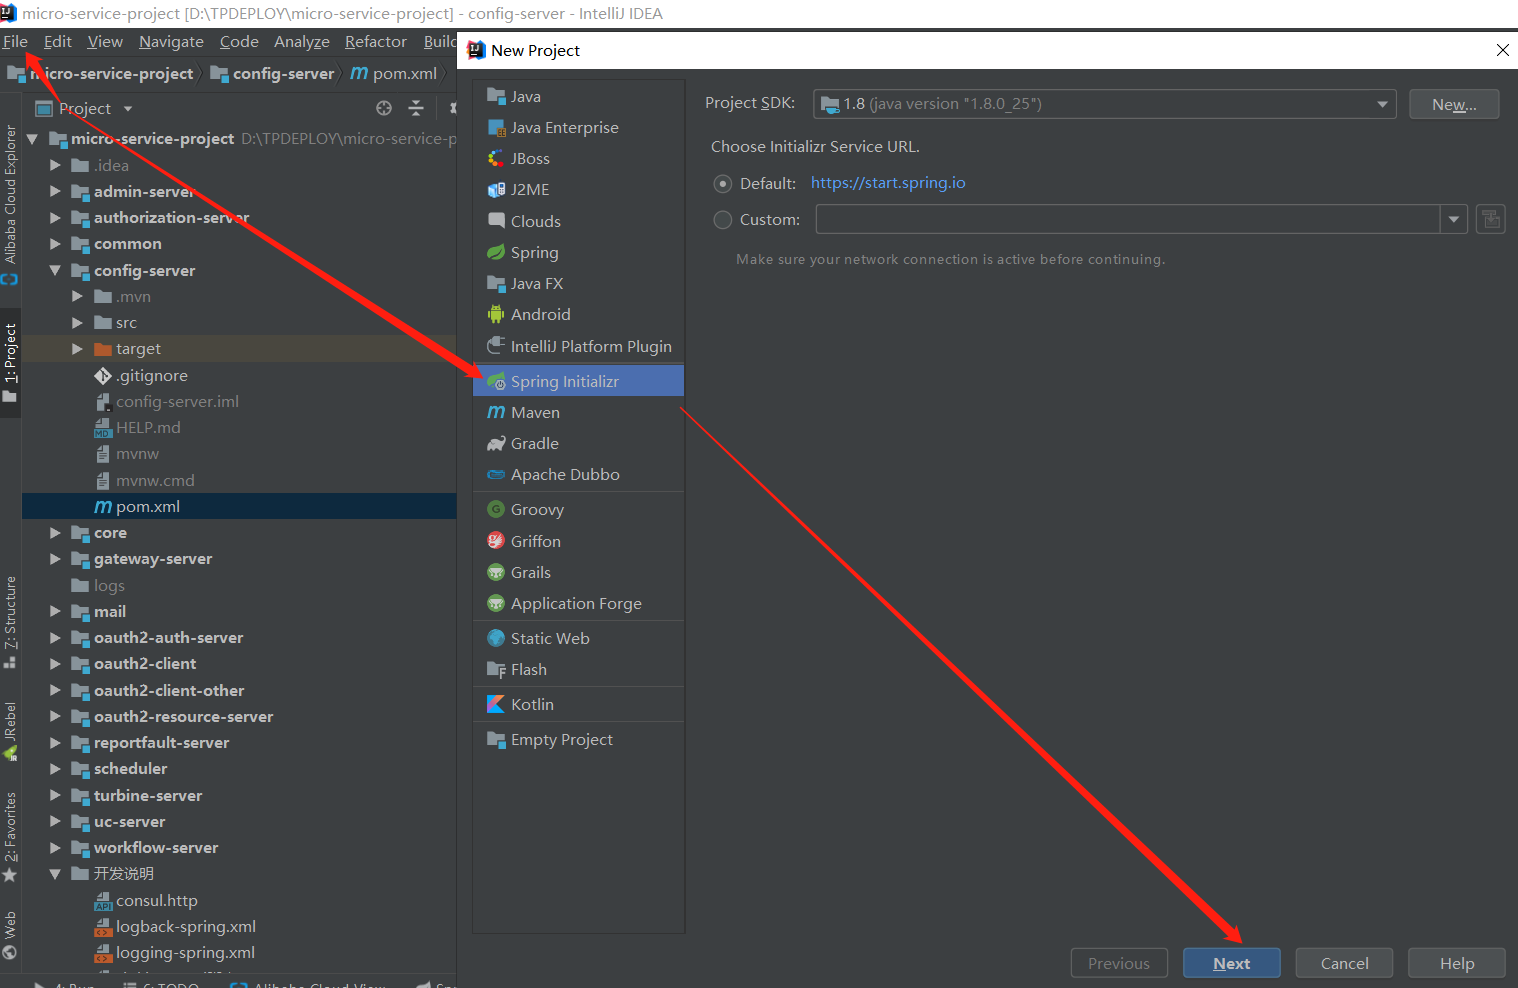 micro-service-project [D:\TPDEPLOY\micro-service-project] - config-server - IntelliJ IDEA
File Edit View Navigate Code Analyze Refactor
micro-service-project config-server pom.xml
Project
micro-service-project D:\TPDEPLOY\micro-service-p
.idea
admin-server
authorization-server
common
config-server
.mvn
src
target
.gitignore
config-server.iml
HELP.md
mvnw
mvnw.cmd
pom.xml
core
gateway-server
logs
mail
oauth2-auth-server
oauth2-client
oauth2-client-other
oauth2-resource-server
reportfault-server
scheduler
turbine-server
uc-server
workflow-server
开发说明
consul.http
logback-spring.xml
logging-spring.xml
Alibaba Cloud Explorer
1: Project
Z: Structure
JRebel
2: Favorites
Web
6: TODO
Alibaba Cloud View
New Project
Java
Java Enterprise
JBoss
J2ME
Clouds
Spring
Java FX
Android
IntelliJ Platform Plugin
Spring Initializr
Maven
Gradle
Apache Dubbo
Groovy
Griffon
Grails
Application Forge
Static Web
Flash
Kotlin
Empty Project
Project SDK: 1.8 (java version "1.8.0_25") New...
Choose Initializr Service URL.
Default: https://start.spring.io
Custom:
Make sure your network connection is active before continuing.
Previous Next Cancel Help